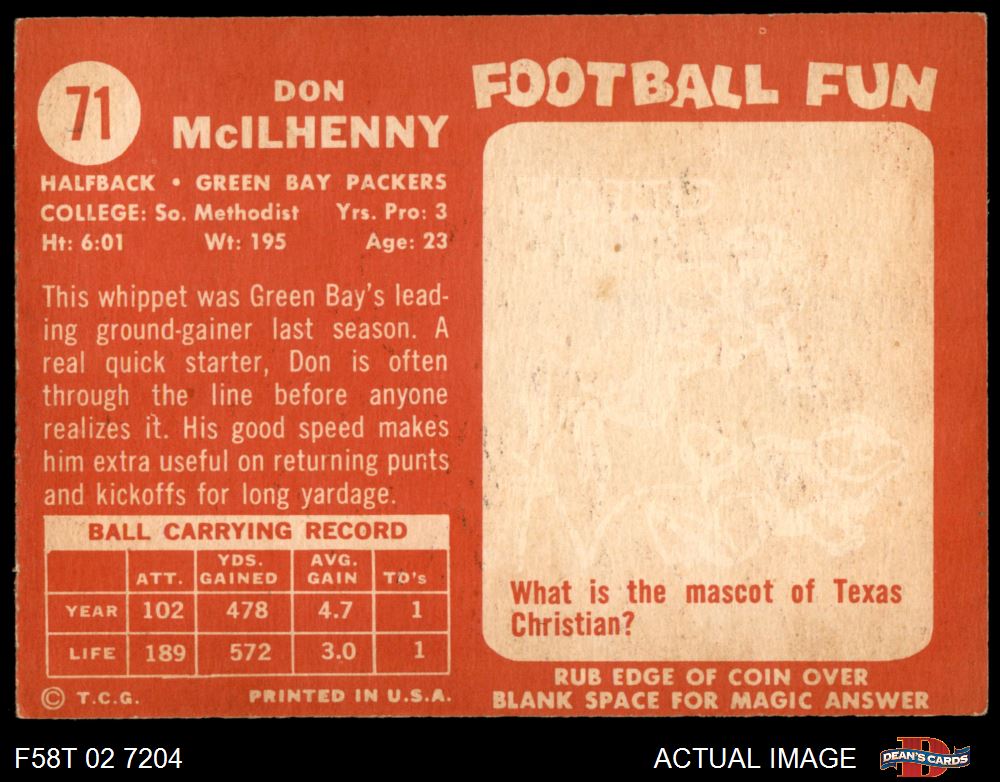 71
DON
McILHENNY
HALFBACK • GREEN BAY PACKERS
COLLEGE: So. Methodist Yrs. Pro: 3
Ht: 6:01 Wt: 195 Age: 23
This whippet was Green Bay's lead-
ing ground-gainer last season. A
real quick starter, Don is often
through the line before anyone
realizes it. His good speed makes
him extra useful on returning punts
and kickoffs for long yardage.
BALL CARRYING RECORD
ATT. YDS. GAINED AVG. GAIN TD's
YEAR 102 478 4.7 1
LIFE 189 572 3.0 1
© T.C.G. PRINTED IN U.S.A.
FOOTBALL FUN
What is the mascot of Texas
Christian?
RUB EDGE OF COIN OVER
BLANK SPACE FOR MAGIC ANSWER
F58T 02 7204
ACTUAL IMAGE
DEAN'S CARDS